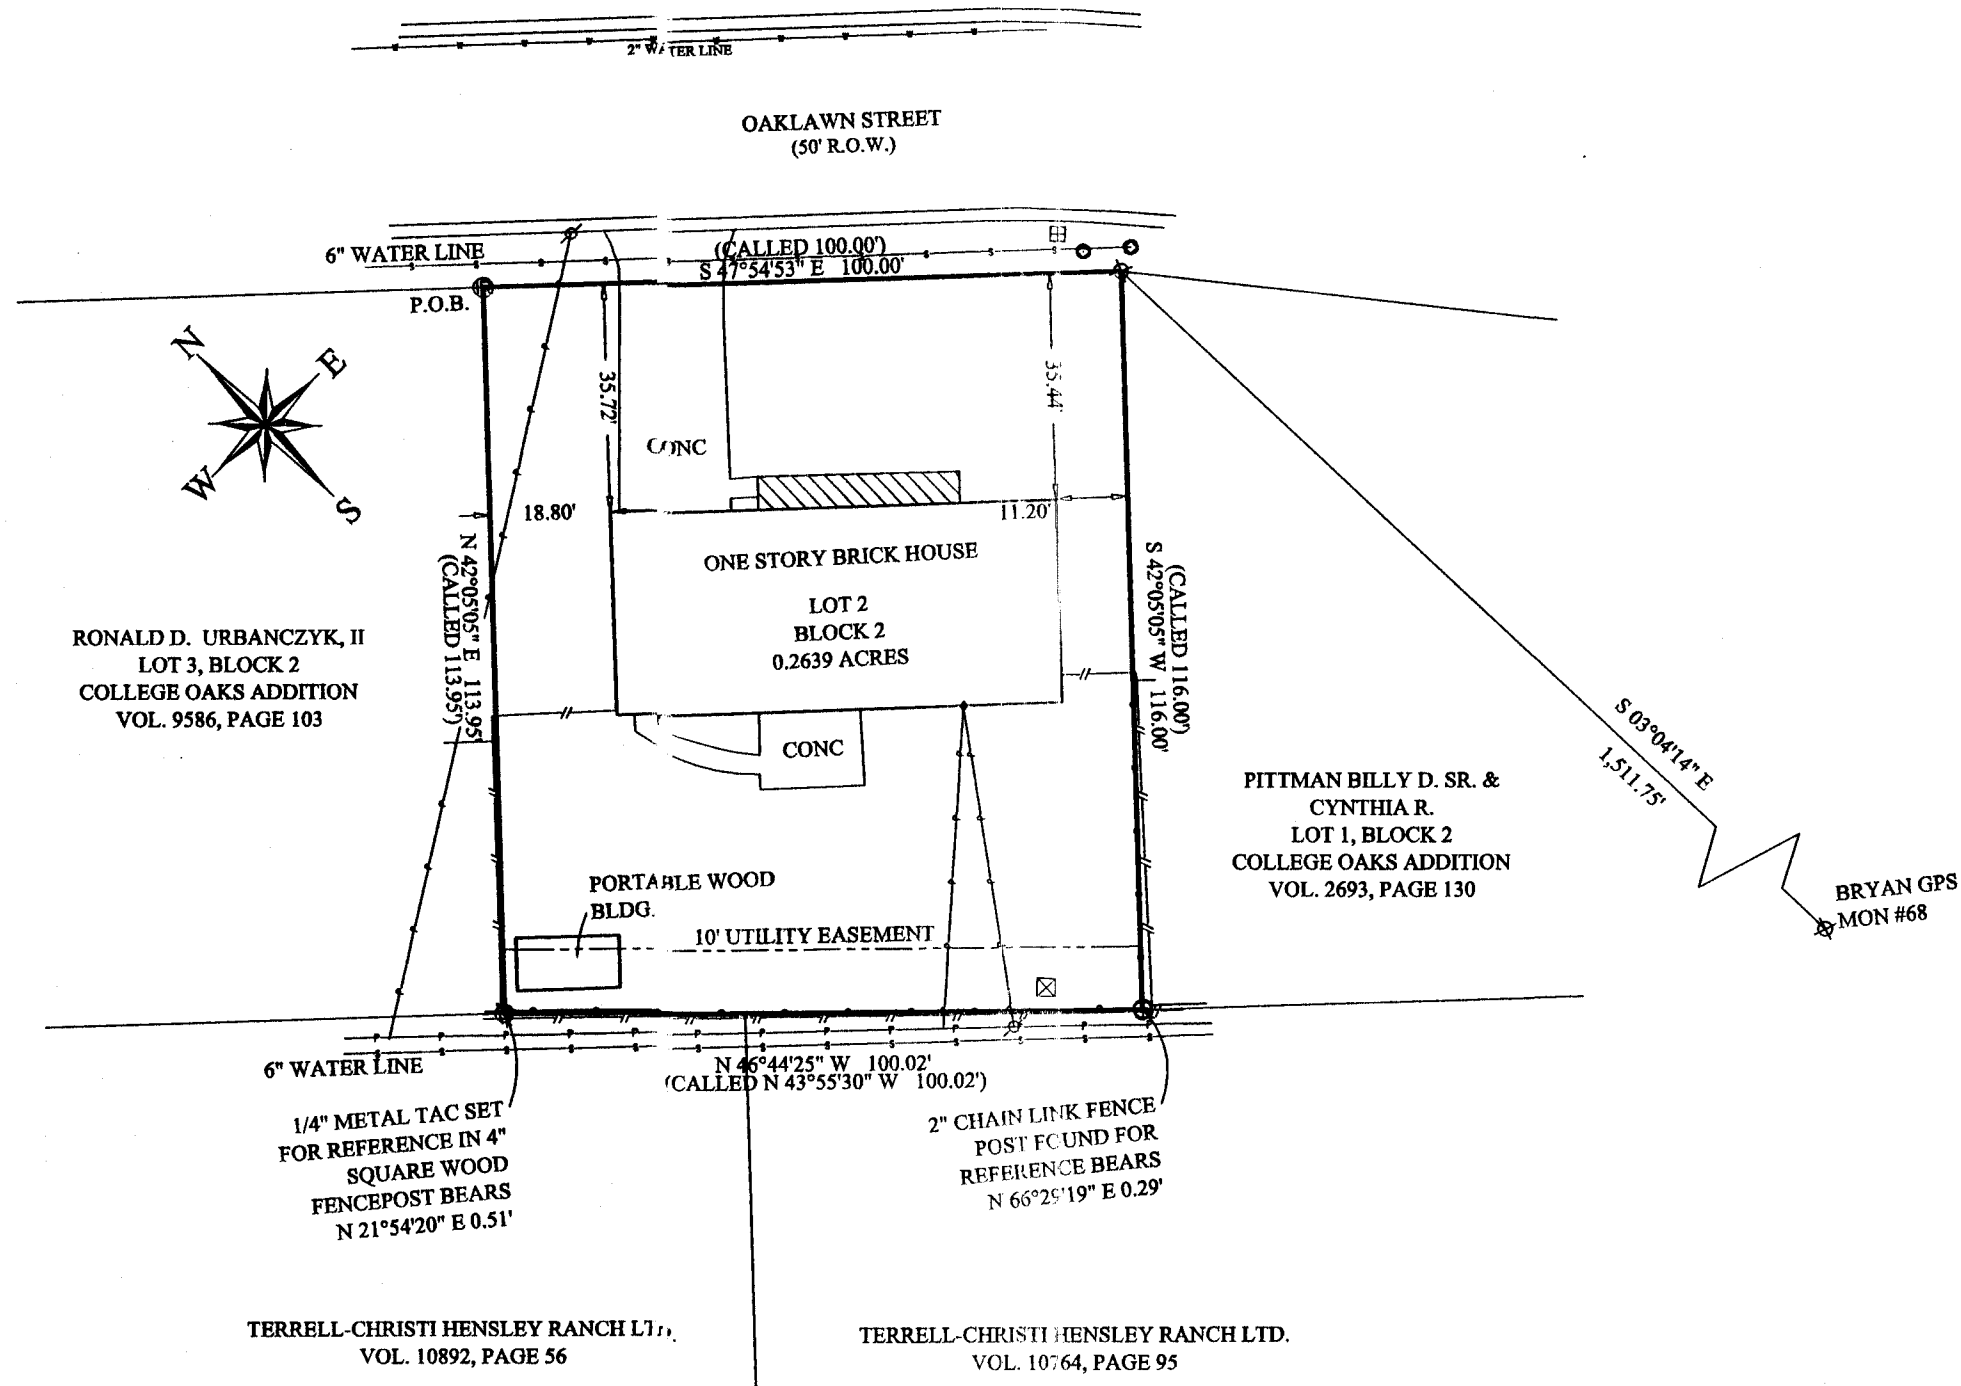 2" WATER LINE
OAKLAWN STREET
(50' R.O.W.)
6" WATER LINE
(CALLED 100.00')
S 47°54'53" E 100.00'
P.O.B.
N
E
W
S
35.72'
35.44'
CONC
18.80'
11.20'
ONE STORY BRICK HOUSE
LOT 2
BLOCK 2
0.2639 ACRES
N 42°05'05" E 113.95'
(CALLED 113.95')
(CALLED 116.00')
S 42°05'05" W 116.00'
RONALD D. URBANCZYK, II
LOT 3, BLOCK 2
COLLEGE OAKS ADDITION
VOL. 9586, PAGE 103
CONC
S 03°04'14" E
1,511.75'
PITTMAN BILLY D. SR. &
CYNTHIA R.
LOT 1, BLOCK 2
COLLEGE OAKS ADDITION
VOL. 2693, PAGE 130
BRYAN GPS
MON #68
PORTABLE WOOD
BLDG.
10' UTILITY EASEMENT
6" WATER LINE
N 46°44'25" W 100.02'
(CALLED N 43°55'30" W 100.02')
1/4" METAL TAC SET
FOR REFERENCE IN 4"
SQUARE WOOD
FENCEPOST BEARS
N 21°54'20" E 0.51'
2" CHAIN LINK FENCE
POST FOUND FOR
REFERENCE BEARS
N 66°29'19" E 0.29'
TERRELL-CHRISTI HENSLEY RANCH LTD.
VOL. 10892, PAGE 56
TERRELL-CHRISTI HENSLEY RANCH LTD.
VOL. 10764, PAGE 95